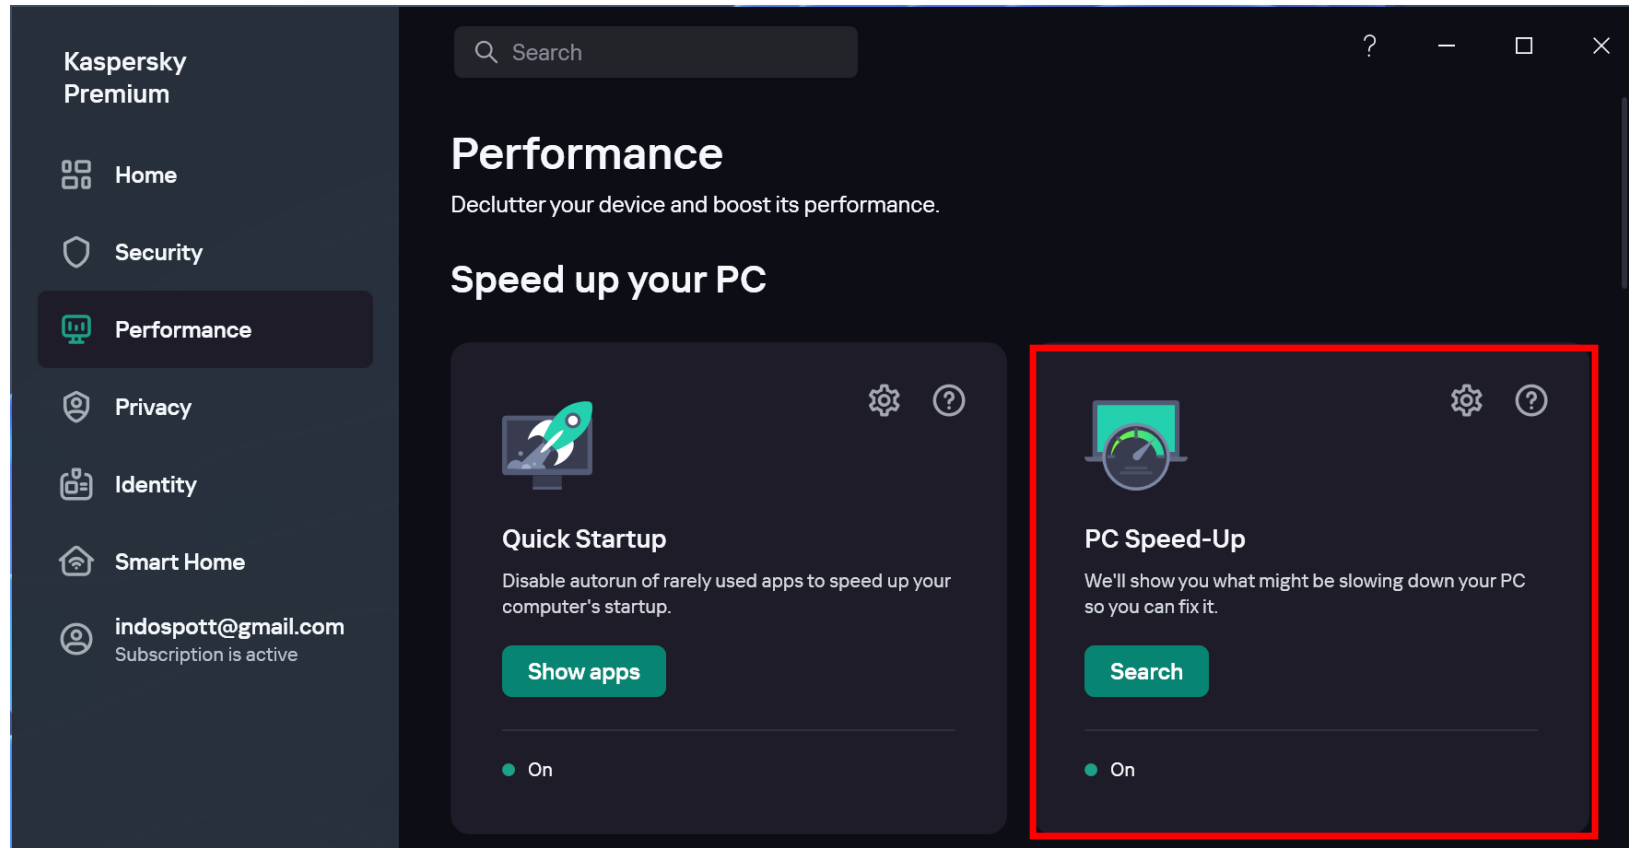 Kaspersky
Premium
Home
Security
Performance
Privacy
Identity
Smart Home
indospott@gmail.com
Subscription is active
Search
Performance
Declutter your device and boost its performance.
Speed up your PC
Quick Startup
Disable autorun of rarely used apps to speed up your
computer's startup.
Show apps
On
PC Speed-Up
We'll show you what might be slowing down your PC
so you can fix it.
Search
On